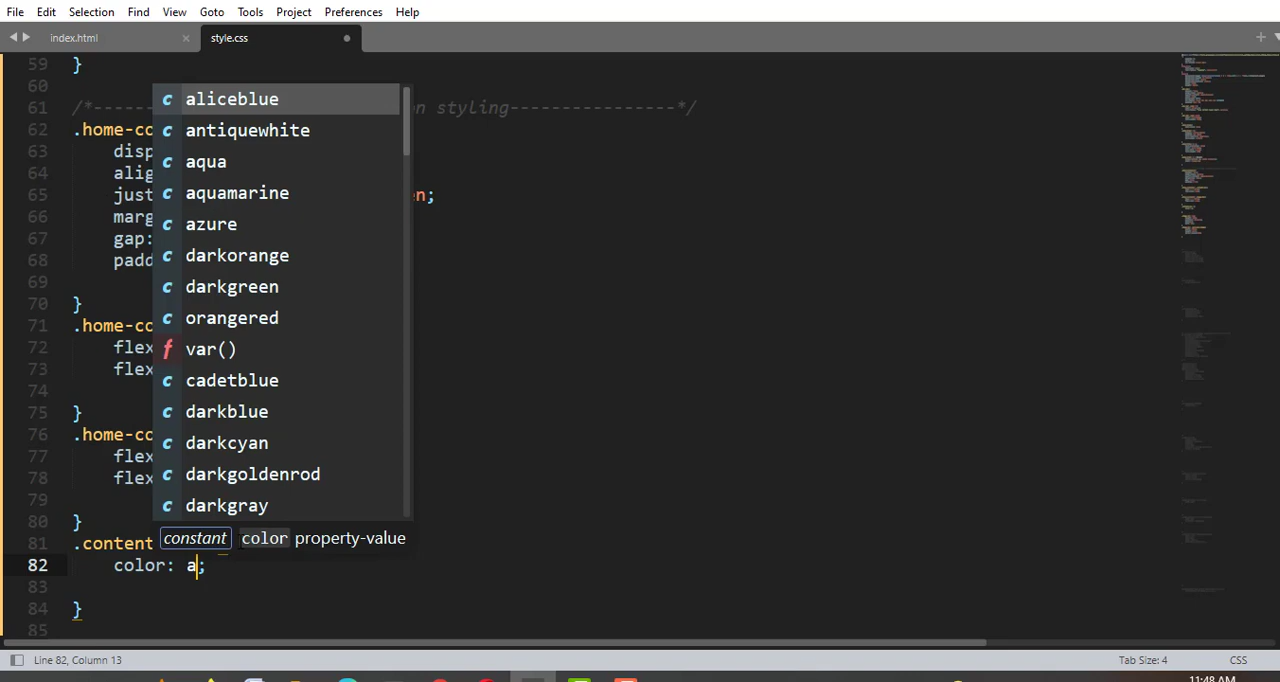 File Edit Selection Find View Goto Tools Project Preferences Help
index.html × style.css
59 }
60
61 /*------ on styling----------------*/
62 .home-co
63 disp
64 alig
65 just en;
66 marg
67 gap:
68 padd
69
70 }
71 .home-co
72 flex
73 flex
74
75 }
76 .home-co
77 flex
78 flex
79
80 }
81 .content
82 color: a;
83
84 }
85
c aliceblue
c antiquewhite
c aqua
c aquamarine
c azure
c darkorange
c darkgreen
c orangered
f var()
c cadetblue
c darkblue
c darkcyan
c darkgoldenrod
c darkgray
constant color property-value
Line 82, Column 13 Tab Size: 4 CSS
11:48 AM